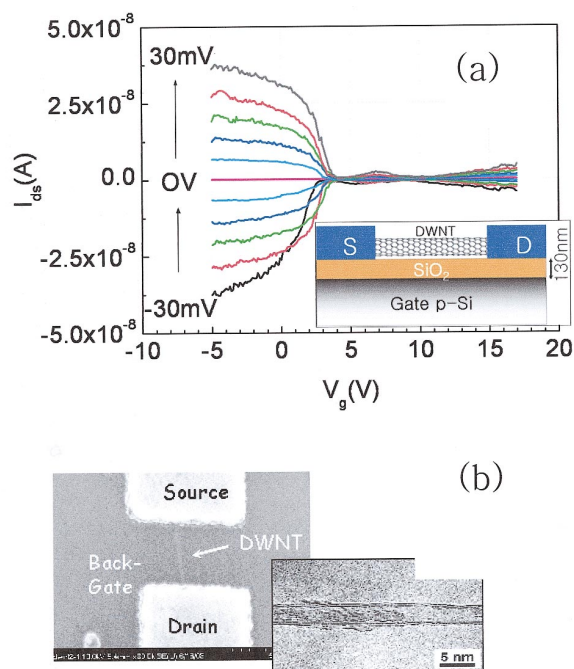 5.0x10⁻⁸
30mV
(a)
2.5x10⁻⁸
I_ds(A)
0.0
0V
-2.5x10⁻⁸
-30mV
-5.0x10⁻⁸
DWNT
S
D
SiO₂
130nm
Gate p-Si
-5
0
5
10
15
20
V_g(V)
(b)
Source
DWNT
Back-
Gate
Drain
5 nm